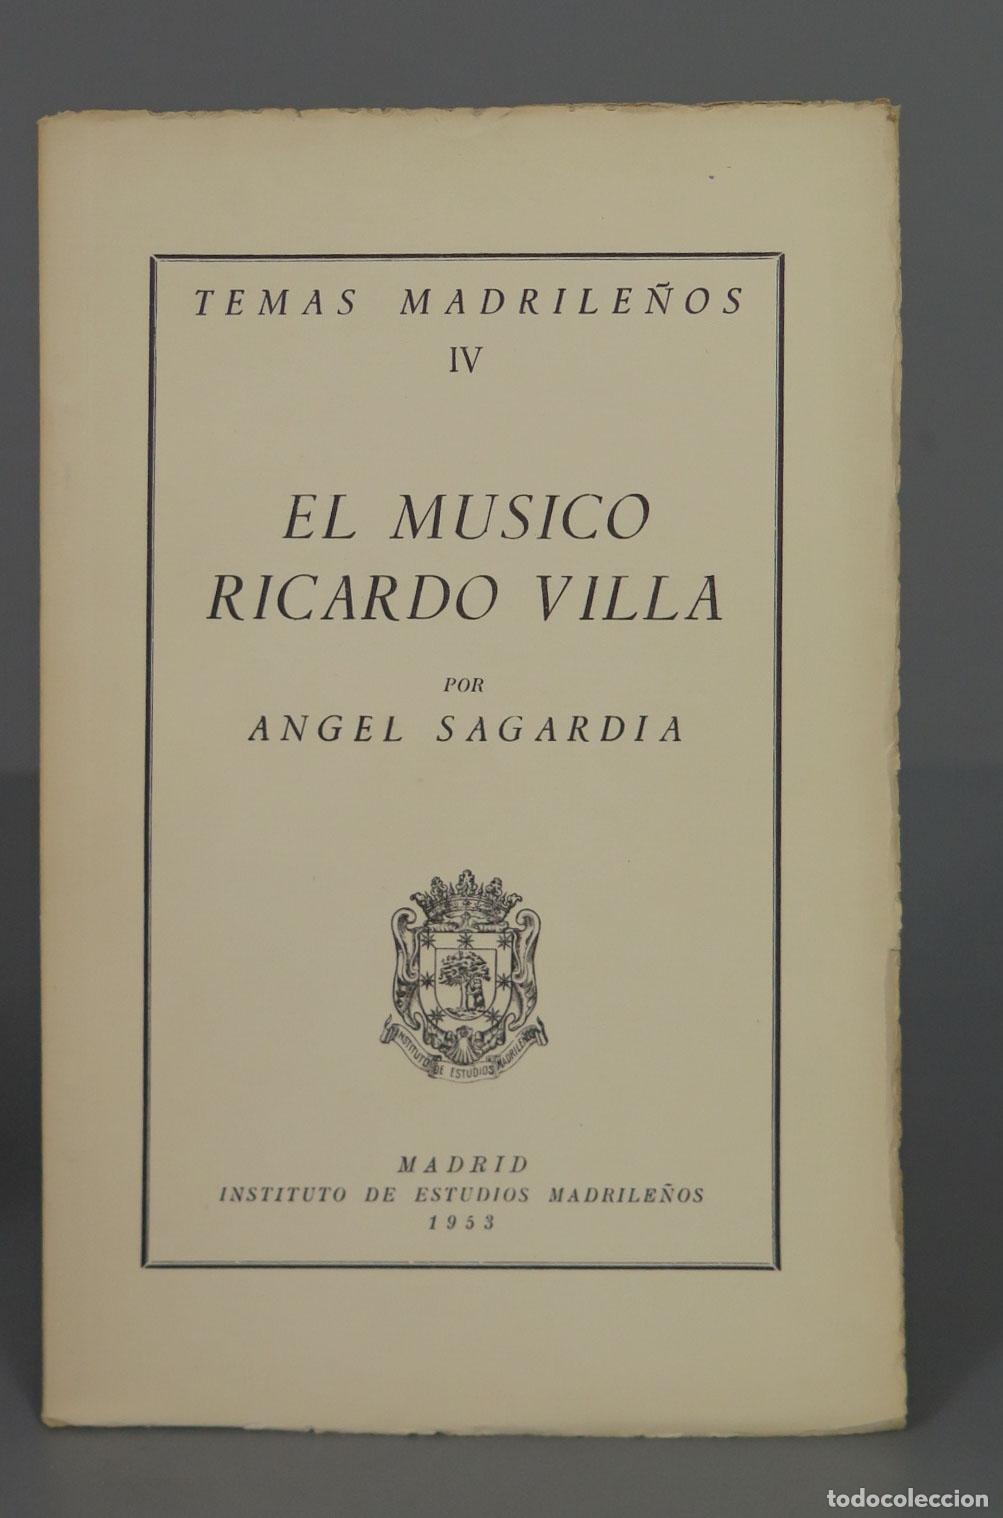 TEMAS MADRILEÑOS
IV
EL MUSICO
RICARDO VILLA
POR
ANGEL SAGARDIA
INSTITUTO DE ESTUDIOS MADRILEÑOS
MADRID
INSTITUTO DE ESTUDIOS MADRILEÑOS
1953
todocoleccion